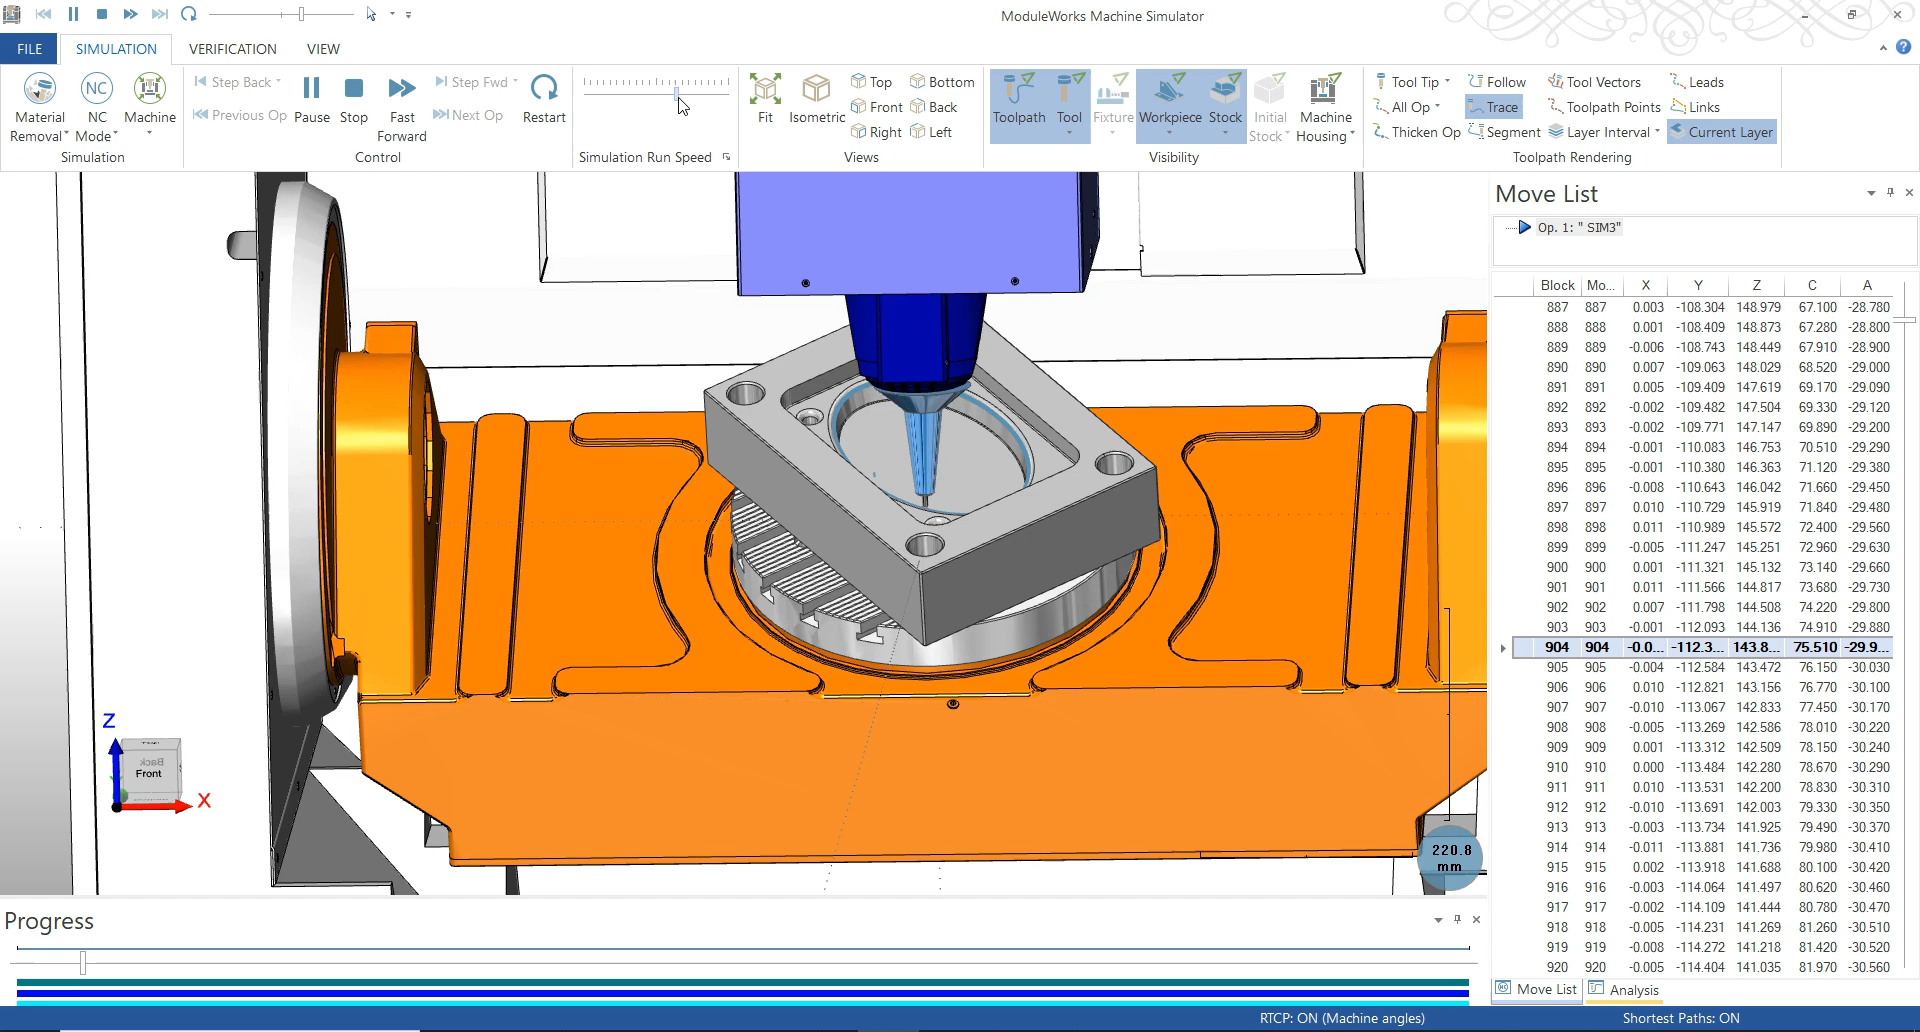 ModuleWorks Machine Simulator
FILE SIMULATION VERIFICATION VIEW
Material Removal
NC Mode
Machine
Simulation
Step Back
Previous Op
Pause
Stop
Fast Forward
Step Fwd
Next Op
Restart
Control
Simulation Run Speed
Fit
Isometric
Top
Front
Right
Bottom
Back
Left
Views
Toolpath
Tool
Fixture
Workpiece
Stock
Initial Stock
Machine Housing
Visibility
Tool Tip
All Op
Thicken Op
Follow
Trace
Segment
Tool Vectors
Toolpath Points
Layer Interval
Leads
Links
Current Layer
Toolpath Rendering
Z
Back
Front
X
220.8
mm
Move List
Op. 1: " SIM3"
Block Mo... X Y Z C A
887 887 0.003 -108.304 148.979 67.100 -28.780
888 888 0.001 -108.409 148.873 67.280 -28.800
889 889 -0.006 -108.743 148.449 67.910 -28.900
890 890 0.007 -109.063 148.029 68.520 -29.000
891 891 0.005 -109.409 147.619 69.170 -29.090
892 892 -0.002 -109.482 147.504 69.330 -29.120
893 893 -0.002 -109.771 147.147 69.890 -29.200
894 894 -0.001 -110.083 146.753 70.510 -29.290
895 895 -0.001 -110.380 146.363 71.120 -29.380
896 896 -0.008 -110.643 146.042 71.660 -29.450
897 897 0.010 -110.729 145.919 71.840 -29.480
898 898 0.011 -110.989 145.572 72.400 -29.560
899 899 -0.005 -111.247 145.251 72.960 -29.630
900 900 0.001 -111.321 145.132 73.140 -29.660
901 901 0.011 -111.566 144.817 73.680 -29.730
902 902 0.007 -111.798 144.508 74.220 -29.800
903 903 -0.001 -112.093 144.136 74.910 -29.880
904 904 -0.0... -112.3... 143.8... 75.510 -29.9...
905 905 -0.004 -112.584 143.472 76.150 -30.030
906 906 0.010 -112.821 143.156 76.770 -30.100
907 907 -0.010 -113.067 142.833 77.450 -30.170
908 908 -0.005 -113.269 142.586 78.010 -30.220
909 909 0.001 -113.312 142.509 78.150 -30.240
910 910 0.000 -113.484 142.280 78.670 -30.290
911 911 0.010 -113.531 142.200 78.830 -30.310
912 912 -0.010 -113.691 142.003 79.330 -30.350
913 913 -0.003 -113.734 141.925 79.490 -30.370
914 914 -0.011 -113.881 141.736 79.980 -30.410
915 915 0.002 -113.918 141.688 80.100 -30.420
916 916 -0.003 -114.064 141.497 80.620 -30.460
917 917 -0.002 -114.109 141.444 80.780 -30.470
918 918 -0.005 -114.231 141.269 81.260 -30.510
919 919 -0.008 -114.272 141.218 81.420 -30.520
920 920 -0.005 -114.404 141.035 81.970 -30.560
Move List Analysis
Progress
RTCP: ON (Machine angles) Shortest Paths: ON